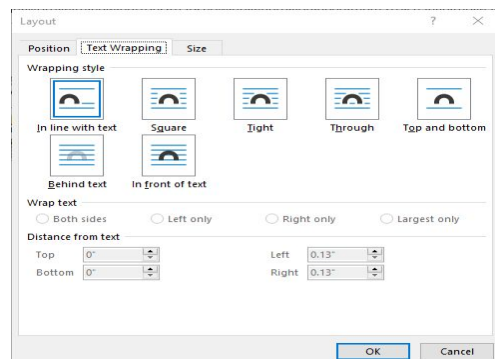 Layout ? ×
Position Text Wrapping Size
Wrapping style
In line with text Square Tight Through Top and bottom
Behind text In front of text
Wrap text
Both sides Left only Right only Largest only
Distance from text
Top 0" Left 0.13"
Bottom 0" Right 0.13"
OK Cancel